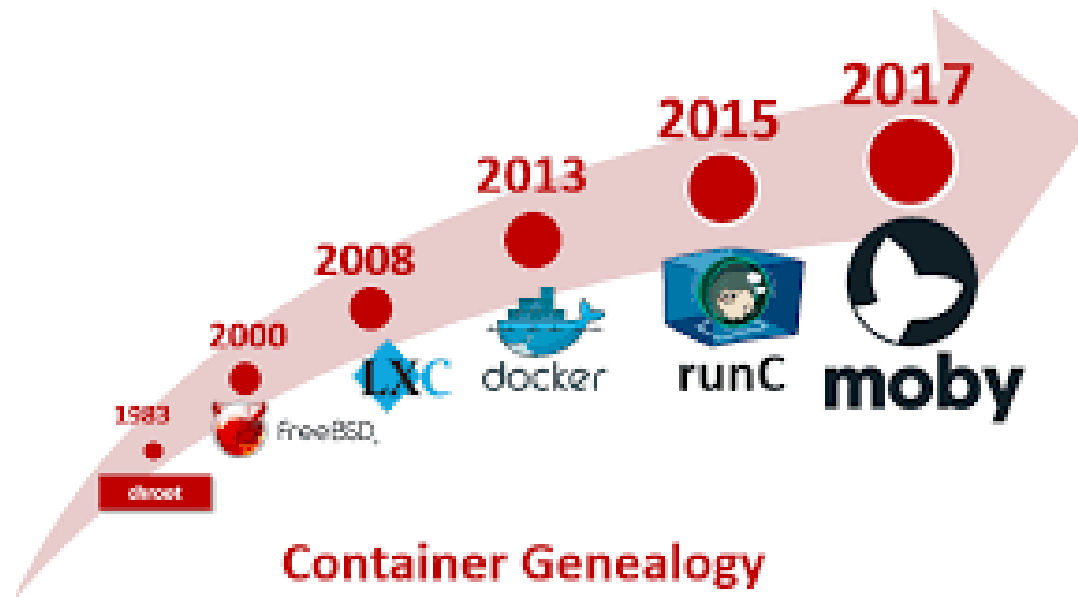 1983
chroot
2000
FreeBSD
2008
LXC
2013
docker
2015
runC
2017
moby
Container Genealogy